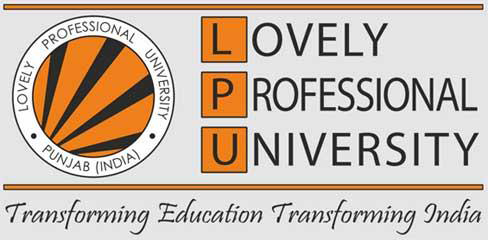 LOVELY PROFESSIONAL UNIVERSITY
• PUNJAB (INDIA) •
LOVELY
PROFESSIONAL
UNIVERSITY
Transforming Education Transforming India